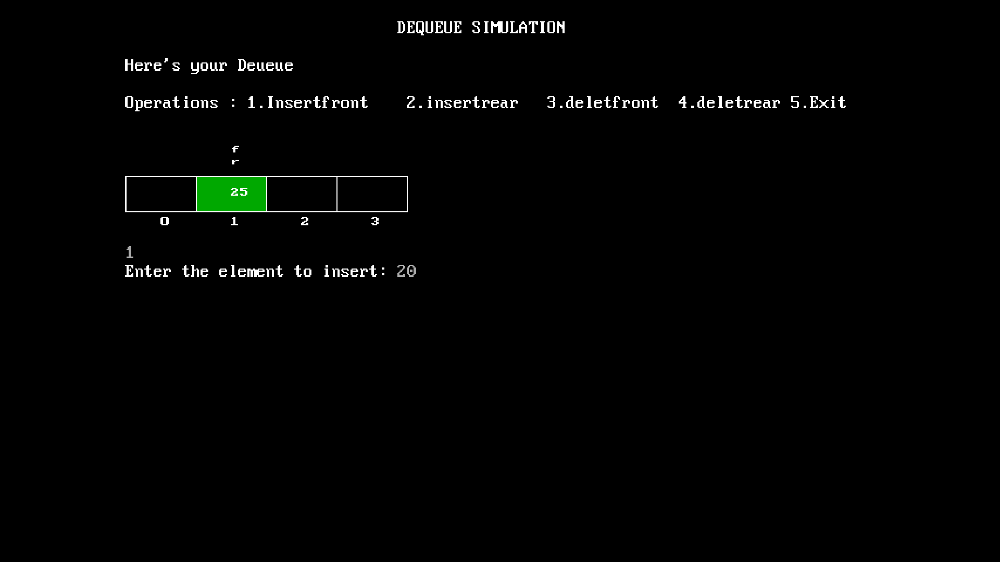 DEQUEUE SIMULATION
Here's your Deueue
Operations : 1.Insertfront 2.insertrear 3.deletfront 4.deletrear 5.Exit
f
r
25
0 1 2 3
1
Enter the element to insert: 20